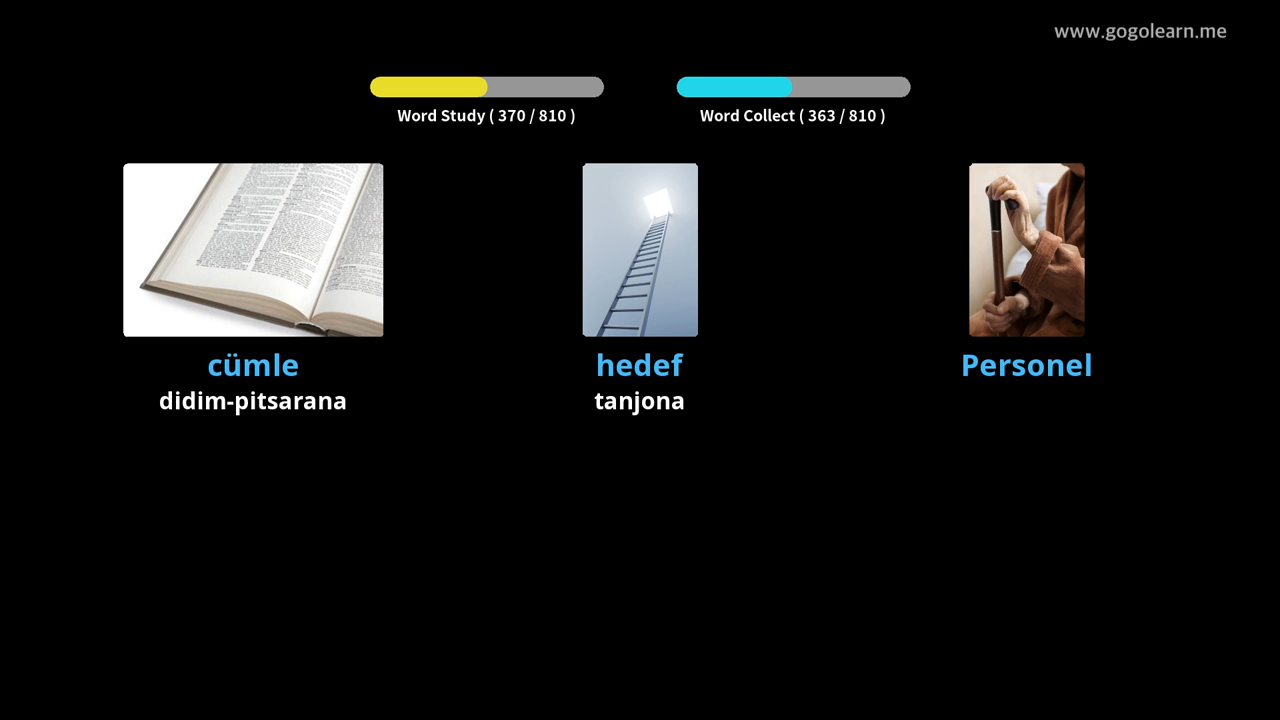 www.gogolearn.me
Word Study ( 370 / 810 )
Word Collect ( 363 / 810 )
cümle
didim-pitsarana
hedef
tanjona
Personel